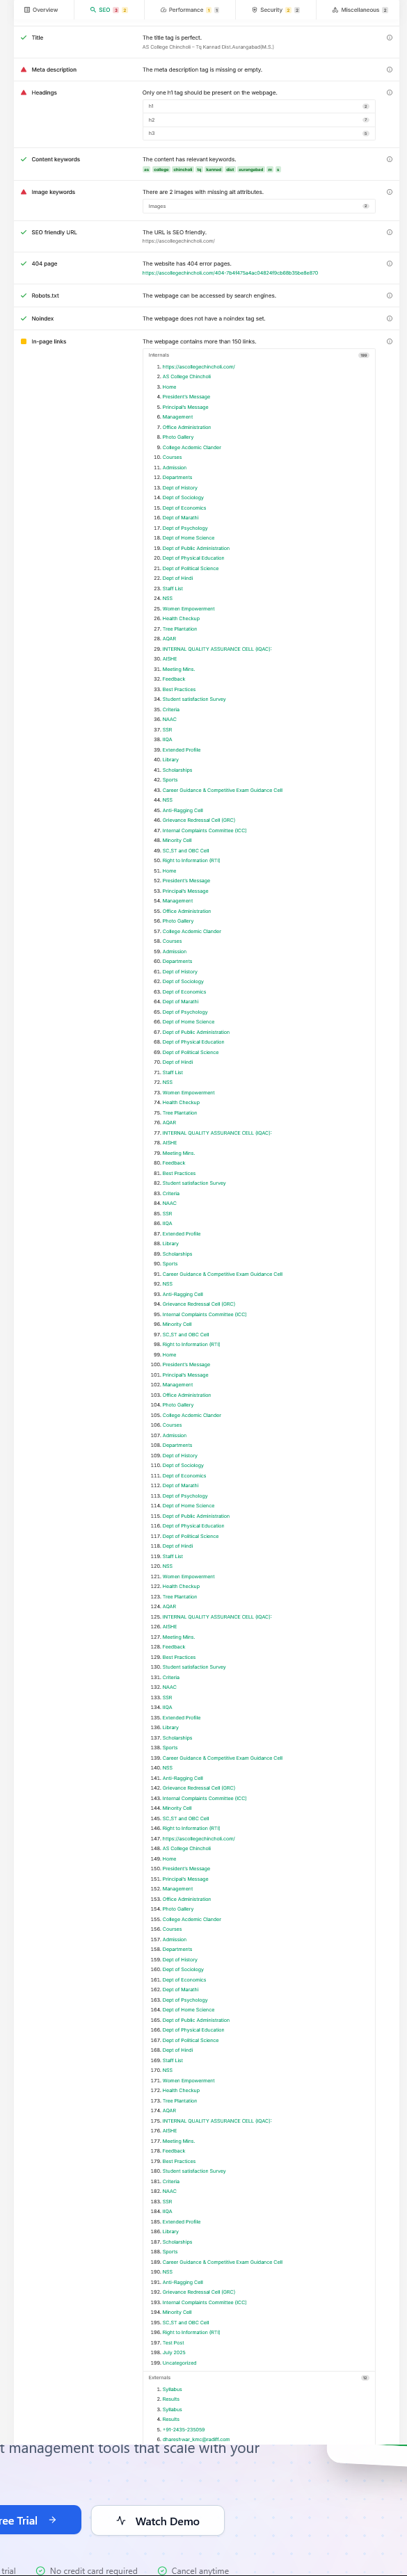 Overview
SEO
Performance
Security
Miscellaneous
Title
The title tag is perfect.
Meta description
The meta description tag is missing or empty.
Headings
Only one h1 tag should be present on the webpage.
h1
h2
h3
Content keywords
The content has relevant keywords.
as college chincholi tq kannad dist aurangabad m s
Image keywords
There are 2 images with missing alt attributes.
Images
SEO friendly URL
The URL is SEO friendly.
https://ascollegechincholi.com/
404 page
The website has 404 error pages.
Robots.txt
The webpage can be accessed by search engines.
Noindex
The webpage does not have a noindex tag set.
In-page links
The webpage contains more than 150 links.
Internals
1. https://ascollegechincholi.com/
2. AS College Chincholi
3. Home
4. President's Message
5. Principal's Message
6. Management
7. Office Administration
8. Photo Gallery
9. College Acdemic Clander
10. Courses
11. Admission
12. Departments
13. Dept of History
14. Dept of Sociology
15. Dept of Economics
16. Dept of Marathi
17. Dept of Psychology
18. Dept of Home Science
19. Dept of Public Administration
20. Dept of Physical Education
21. Dept of Political Science
22. Dept of Hindi
23. Staff List
24. NSS
25. Women Empowerment
26. Health Checkup
27. Tree Plantation
28. AQAR
29. INTERNAL QUALITY ASSURANCE CELL (IQAC):
30. AISHE
31. Meeting Mins.
32. Feedback
33. Best Practices
34. Student satisfaction Survey
35. Criteria
36. NAAC
37. SSR
38. IIQA
39. Extended Profile
40. Library
41. Scholarships
42. Sports
43. Career Guidance & Competitive Exam Guidance Cell
44. NSS
45. Anti-Ragging Cell
46. Grievance Redressal Cell (GRC)
47. Internal Complaints Committee (ICC)
48. Minority Cell
49. SC,ST and OBC Cell
50. Right to Information (RTI)
51. Home
52. President's Message
53. Principal's Message
54. Management
55. Office Administration
56. Photo Gallery
57. College Acdemic Clander
58. Courses
59. Admission
60. Departments
61. Dept of History
62. Dept of Sociology
63. Dept of Economics
64. Dept of Marathi
65. Dept of Psychology
66. Dept of Home Science
67. Dept of Public Administration
68. Dept of Physical Education
69. Dept of Political Science
70. Dept of Hindi
71. Staff List
72. NSS
73. Women Empowerment
74. Health Checkup
75. Tree Plantation
76. AQAR
77. INTERNAL QUALITY ASSURANCE CELL (IQAC):
78. AISHE
79. Meeting Mins.
80. Feedback
81. Best Practices
82. Student satisfaction Survey
83. Criteria
84. NAAC
85. SSR
86. IIQA
87. Extended Profile
88. Library
89. Scholarships
90. Sports
91. Career Guidance & Competitive Exam Guidance Cell
92. NSS
93. Anti-Ragging Cell
94. Grievance Redressal Cell (GRC)
95. Internal Complaints Committee (ICC)
96. Minority Cell
97. SC,ST and OBC Cell
98. Right to Information (RTI)
99. Home
100. President's Message
101. Principal's Message
102. Management
103. Office Administration
104. Photo Gallery
105. College Acdemic Clander
106. Courses
107. Admission
108. Departments
109. Dept of History
110. Dept of Sociology
111. Dept of Economics
112. Dept of Marathi
113. Dept of Psychology
114. Dept of Home Science
115. Dept of Public Administration
116. Dept of Physical Education
117. Dept of Political Science
118. Dept of Hindi
119. Staff List
120. NSS
121. Women Empowerment
122. Health Checkup
123. Tree Plantation
124. AQAR
125. INTERNAL QUALITY ASSURANCE CELL (IQAC):
126. AISHE
127. Meeting Mins.
128. Feedback
129. Best Practices
130. Student satisfaction Survey
131. Criteria
132. NAAC
133. SSR
134. IIQA
135. Extended Profile
136. Library
137. Scholarships
138. Sports
139. Career Guidance & Competitive Exam Guidance Cell
140. NSS
141. Anti-Ragging Cell
142. Grievance Redressal Cell (GRC)
143. Internal Complaints Committee (ICC)
144. Minority Cell
145. SC,ST and OBC Cell
146. Right to Information (RTI)
147. https://ascollegechincholi.com/
148. AS College Chincholi
149. Home
150. President's Message
151. Principal's Message
152. Management
153. Office Administration
154. Photo Gallery
155. College Acdemic Clander
156. Courses
157. Admission
158. Departments
159. Dept of History
160. Dept of Sociology
161. Dept of Economics
162. Dept of Marathi
163. Dept of Psychology
164. Dept of Home Science
165. Dept of Public Administration
166. Dept of Physical Education
167. Dept of Political Science
168. Dept of Hindi
169. Staff List
170. NSS
171. Women Empowerment
172. Health Checkup
173. Tree Plantation
174. AQAR
175. INTERNAL QUALITY ASSURANCE CELL (IQAC):
176. AISHE
177. Meeting Mins.
178. Feedback
179. Best Practices
180. Student satisfaction Survey
181. Criteria
182. NAAC
183. SSR
184. IIQA
185. Extended Profile
186. Library
187. Scholarships
188. Sports
189. Career Guidance & Competitive Exam Guidance Cell
190. NSS
191. Anti-Ragging Cell
192. Grievance Redressal Cell (GRC)
193. Internal Complaints Committee (ICC)
194. Minority Cell
195. SC,ST and OBC Cell
196. Right to Information (RTI)
197. Test Post
198. July 2025
199. Uncategorized
Externals
1. Syllabus
2. Results
3. Syllabus
4. Results
5. +91-2435-235059
t management tools that scale with your
ree Trial
Watch Demo
trial
No credit card required
Cancel anytime